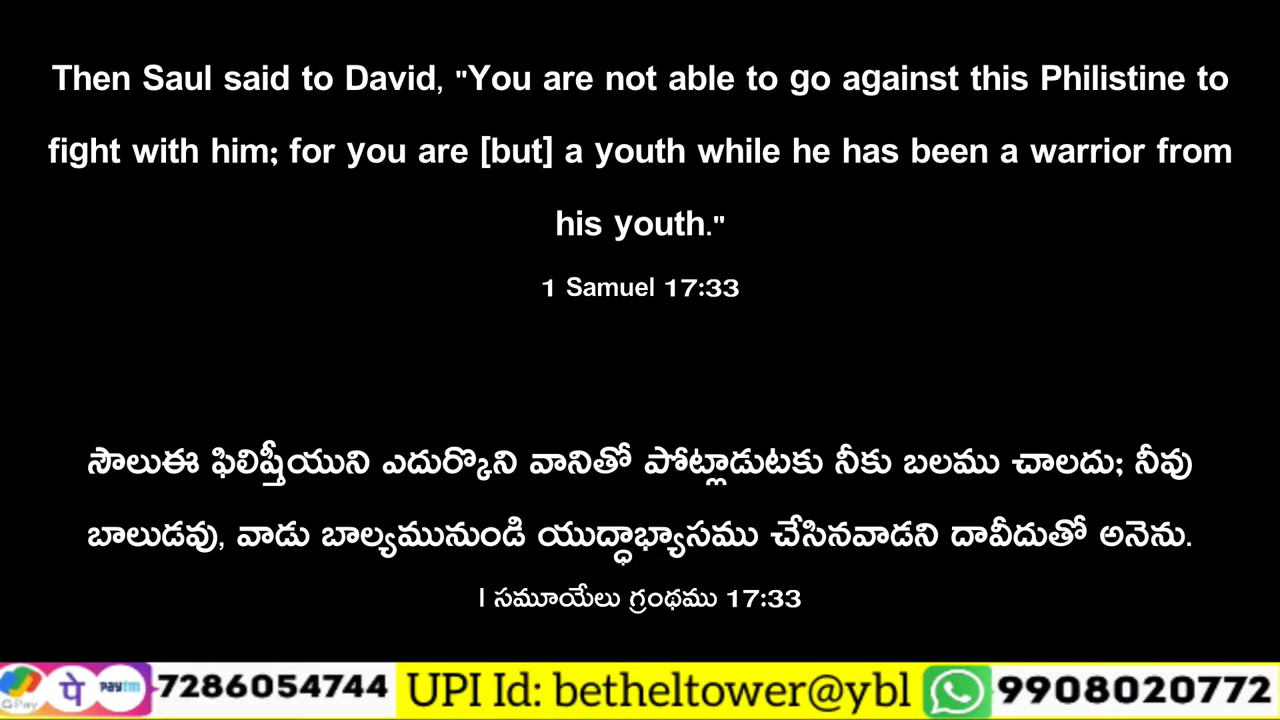 Then Saul said to David, "You are not able to go against this Philistine to
fight with him; for you are [but] a youth while he has been a warrior from
his youth."
1 Samuel 17:33
సౌలుఈ ఫిలిష్తీయుని ఎదుర్కొని వానితో పోట్లాడుటకు నీకు బలము చాలదు; నీవు
బాలుడవు, వాడు బాల్యమునుండి యుద్ధాభ్యాసము చేసినవాడని దావీదుతో అనెను.
I సమూయేలు గ్రంథము 17:33
G Pay पे paytm 7286054744 UPI Id: betheltower@ybl 9908020772